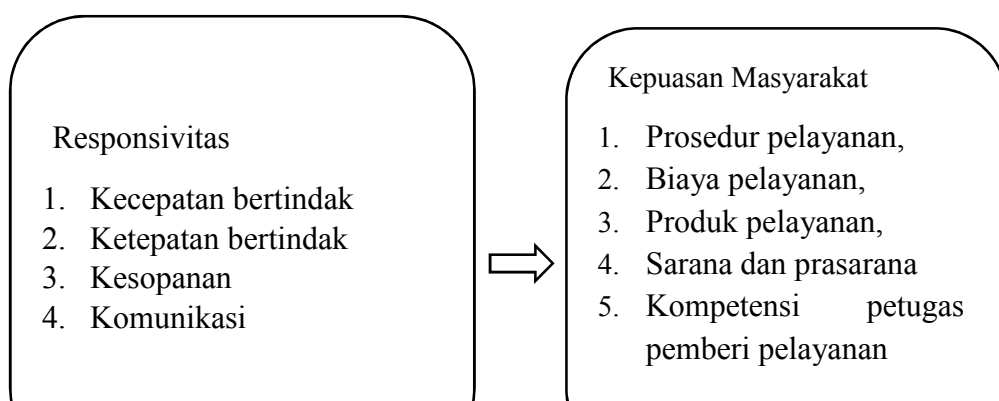 Responsivitas
1. Kecepatan bertindak
2. Ketepatan bertindak
3. Kesopanan
4. Komunikasi
Kepuasan Masyarakat
1. Prosedur pelayanan,
2. Biaya pelayanan,
3. Produk pelayanan,
4. Sarana dan prasarana
5. Kompetensi petugas
pemberi pelayanan